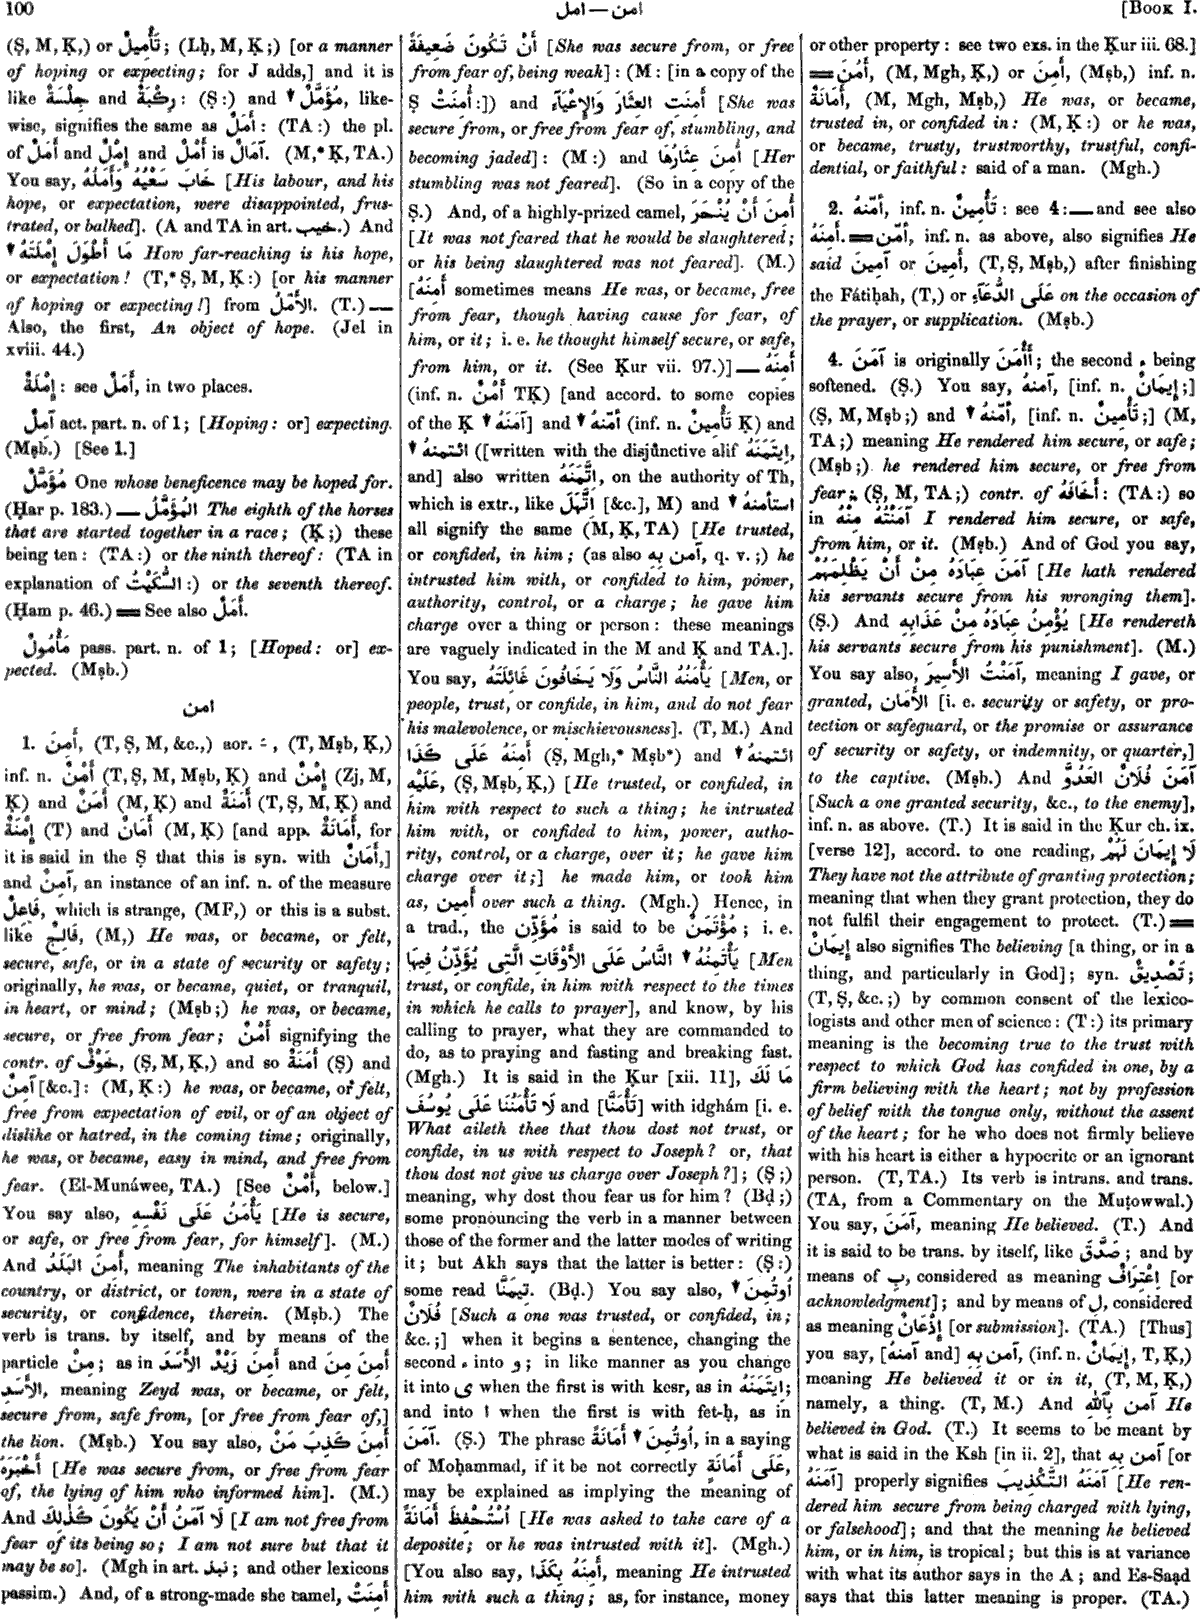 100
امن — امل
[Book I.
(Ṣ, M, Ḳ,) or تَأْمِيلٌ; (Lḥ, M, Ḳ;) [or a manner
of hoping or expecting; for J adds,] and it is
like جِلْسَةٌ and رِكْبَةٌ: (Ṣ:) and ↓ مُؤَمَّلٌ, like-
wise, signifies the same as أَمَلٌ: (TA:) the pl.
of أَمَلٌ and إِمْلٌ and أَمْلٌ is آمَالٌ. (M,* Ḳ, TA.)
You say, خَابَ سَعْيُهُ وَأَمَلُهُ [His labour, and his
hope, or expectation, were disappointed, frus-
trated, or balked]. (A and TA in art. خيب.) And
↓ مَا أَطْوَلَ إِمْلَتَهُ How far-reaching is his hope,
or expectation! (T,* Ṣ, M, Ḳ:) [or his manner
of hoping or expecting!] from الأَمَلُ. (T.) —
Also, the first, An object of hope. (Jel in
xviii. 44.)
إِمْلَةٌ: see أَمَلٌ, in two places.
آمِلٌ act. part. n. of 1; [Hoping: or] expecting.
(Mṣb.) [See 1.]
مُؤَمَّلٌ One whose beneficence may be hoped for.
(Ḥar p. 183.) — المُؤَمَّلُ The eighth of the horses
that are started together in a race; (Ḳ;) these
being ten: (TA:) or the ninth thereof: (TA in
explanation of السُّكَيْتُ:) or the seventh thereof.
(Ḥam p. 46.) = See also أَمَلٌ.
مَأْمُولٌ pass. part. n. of 1; [Hoped: or] ex-
pected. (Mṣb.)
امن
1. أَمِنَ, (T, Ṣ, M, &c.,) aor. ـَ, (T, Mṣb, Ḳ,)
inf. n. أَمْنٌ (T, Ṣ, M, Mṣb, Ḳ) and إِمْنٌ (Zj, M,
Ḳ) and أَمَنٌ (M, Ḳ) and أَمَنَةٌ (T, Ṣ, M, Ḳ) and
إِمْنَةٌ (T) and أَمَانٌ (M, Ḳ) [and app. أَمَانَةٌ, for
it is said in the Ṣ that this is syn. with أَمَانٌ,]
and آمِنٌ, an instance of an inf. n. of the measure
فَاعِلٌ, which is strange, (MF,) or this is a subst.
like فَالِجٌ, (M,) He was, or became, or felt,
secure, safe, or in a state of security or safety;
originally, he was, or became, quiet, or tranquil,
in heart, or mind; (Mṣb;) he was, or became,
secure, or free from fear; أَمْنٌ signifying the
contr. of خَوْفٌ, (Ṣ, M, Ḳ,) and so أَمَنَةٌ (Ṣ) and
آمِنٌ [&c.]: (M, Ḳ:) he was, or became, or felt,
free from expectation of evil, or of an object of
dislike or hatred, in the coming time; originally,
he was, or became, easy in mind, and free from
fear. (El-Munáwee, TA.) [See أَمْنٌ, below.]
You say also, يَأْمَنُ عَلَى نَفْسِهِ [He is secure,
or safe, or free from fear, for himself]. (M.)
And أَمِنَ البَلَدُ, meaning The inhabitants of the
country, or district, or town, were in a state of
security, or confidence, therein. (Mṣb.) The
verb is trans. by itself, and by means of the
particle مِنْ; as in أَمِنَ زَيْدٌ الأَسَدَ and أَمِنَ مِنَ
الأَسَدِ, meaning Zeyd was, or became, or felt,
secure from, safe from, [or free from fear of,]
the lion. (Mṣb.) You say also, أَمِنَ كَذِبَ مَنْ
أَخْبَرَهُ [He was secure from, or free from fear
of, the lying of him who informed him]. (M.)
And لَا آمَنُ أَنْ يَكُونَ كَذٰلِكَ [I am not free from
fear of its being so; I am not sure but that it
may be so]. (Mgh in art. نبذ; and other lexicons
passim.) And, of a strong-made she camel, أَمِنَتْ
أَنْ تَكُونَ ضَعِيفَةً [She was secure from, or free
from fear of, being weak]: (M: [in a copy of the
Ṣ أُمِنَتْ:]) and أَمِنَتِ العِثَارَ وَالإِعْيَآءَ [She was
secure from, or free from fear of, stumbling, and
becoming jaded]: (M:) and أُمِنَ عِثَارُهَا [Her
stumbling was not feared]. (So in a copy of the
Ṣ.) And, of a highly-prized camel, أُمِنَ أَنْ يُنْحَرَ
[It was not feared that he would be slaughtered;
or his being slaughtered was not feared]. (M.)
[أَمِنَهُ sometimes means He was, or became, free
from fear, though having cause for fear, of
him, or it; i. e. he thought himself secure, or safe,
from him, or it. (See Ḳur vii. 97.)] — أَمِنَهُ
(inf. n. أَمْنٌ TḲ) [and accord. to some copies
of the Ḳ ↓ آمَنَهُ] and ↓ أَمَّنَهُ (inf. n. تَأْمِينٌ Ḳ) and
↓ ائتمنهُ ([written with the disjunctive alif اِيتَمَنَهُ,
and] also written اتَّمَنَهُ, on the authority of Th,
which is extr., like اتَّهَلَ [&c.], M) and ↓ استأمنهُ
all signify the same (M, Ḳ, TA) [He trusted,
or confided, in him; (as also آمن بِهِ, q. v.;) he
intrusted him with, or confided to him, power,
authority, control, or a charge; he gave him
charge over a thing or person: these meanings
are vaguely indicated in the M and Ḳ and TA.].
You say, يَأْمَنُهُ النَّاسُ وَلَا يَخَافُونَ غَائِلَتَهُ [Men, or
people, trust, or confide, in him, and do not fear
his malevolence, or mischievousness]. (T, M.) And
أَمِنَهُ عَلَى كَذَا (Ṣ, Mgh,* Mṣb*) and ↓ ائتمنهُ
عَلَيْهِ, (Ṣ, Mṣb, Ḳ,) [He trusted, or confided, in
him with respect to such a thing; he intrusted
him with, or confided to him, power, autho-
rity, control, or a charge, over it; he gave him
charge over it;] he made him, or took him
as, أَمِين over such a thing. (Mgh.) Hence, in
a trad., the مُؤَذِّن is said to be مُؤْتَمَنٌ; i. e.
يَأْتَمِنُهُ ↓ النَّاسُ عَلَى الأَوْقَاتِ الَّتِى يُؤَذِّنُ فِيهَا [Men
trust, or confide, in him with respect to the times
in which he calls to prayer], and know, by his
calling to prayer, what they are commanded to
do, as to praying and fasting and breaking fast.
(Mgh.) It is said in the Ḳur [xii. 11], مَا لَكَ
لَا تَأْمَنُنَا عَلَى يُوسُفَ and [تَأْمَنَّا] with idghám [i. e.
What aileth thee that thou dost not trust, or
confide, in us with respect to Joseph? or, that
thou dost not give us charge over Joseph?]; (Ṣ;)
meaning, why dost thou fear us for him? (Bḍ;)
some pronouncing the verb in a manner between
those of the former and the latter modes of writing
it; but Akh says that the latter is better: (Ṣ:)
some read تِيمَنَّا. (Bḍ.) You say also, ↓ اُوتُمِنَ
فُلَانٌ [Such a one was trusted, or confided, in;
&c.;] when it begins a sentence, changing the
second ء into و; in like manner as you change
it into ى when the first is with kesr, as in اِيتَمَنَهُ;
and into ا when the first is with fet-ḥ, as in
آمَنَ. (Ṣ.) The phrase اُوتُمِنَ ↓ أَمَانَةً, in a saying
of Moḥammad, if it be not correctly عَلَى أَمَانَةٍ,
may be explained as implying the meaning of
اُسْتُحْفِظَ أَمَانَةً [He was asked to take care of a
deposite; or he was intrusted with it]. (Mgh.)
[You also say, أَمِنَهُ بِكَذَا, meaning He intrusted
him with such a thing; as, for instance, money
or other property: see two exs. in the Ḳur iii. 68.]
= أَمُنَ, (M, Mgh, Ḳ,) or أَمِنَ, (Mṣb,) inf. n.
أَمَانَةٌ, (M, Mgh, Mṣb,) He was, or became,
trusted in, or confided in: (M, Ḳ:) or he was,
or became, trusty, trustworthy, trustful, confi-
dential, or faithful: said of a man. (Mgh.)
2. أَمَّنَهُ, inf. n. تَأْمِينٌ: see 4: — and see also
أَمِنَهُ. = أَمَّنَ, inf. n. as above, also signifies He
said آمِينَ or أَمِينَ, (T, Ṣ, Mṣb,) after finishing
the Fátiḥah, (T,) or عَلَى الدُّعَآءِ on the occasion of
the prayer, or supplication. (Mṣb.)
4. آمَنَ is originally أَأْمَنَ; the second ء being
softened. (Ṣ.) You say, آمنهُ, [inf. n. إِيمَانٌ;]
(Ṣ, M, Mṣb;) and ↓ أَمَّنَهُ, [inf. n. تَأْمِينٌ;] (M,
TA;) meaning He rendered him secure, or safe;
(Mṣb;) he rendered him secure, or free from
fear; (Ṣ, M, TA;) contr. of أَخَافَهُ: (TA:) so
in آمَنْتُهُ مِنْهُ I rendered him secure, or safe,
from him, or it. (Mṣb.) And of God you say,
آمَنَ عِبَادَهُ مِنْ أَنْ يَظْلِمَهُمْ [He hath rendered
his servants secure from his wronging them].
(Ṣ.) And يُؤْمِنُ عِبَادَهُ مِنْ عَذَابِهِ [He rendereth
his servants secure from his punishment]. (M.)
You say also, آمَنْتُ الأَسِيرَ, meaning I gave, or
granted, الأَمَان [i. e. security or safety, or pro-
tection or safeguard, or the promise or assurance
of security or safety, or indemnity, or quarter,]
to the captive. (Mṣb.) And آمَنَ فُلَانٌ العَدُوَّ
[Such a one granted security, &c., to the enemy],
inf. n. as above. (T.) It is said in the Ḳur ch. ix.
[verse 12], accord. to one reading, لَا إِيمَانَ لَهُمْ
They have not the attribute of granting protection;
meaning that when they grant protection, they do
not fulfil their engagement to protect. (T.) =
إِيمَانٌ also signifies The believing [a thing, or in a
thing, and particularly in God]; syn. تَصْدِيقٌ;
(T, Ṣ, &c.;) by common consent of the lexico-
logists and other men of science: (T:) its primary
meaning is the becoming true to the trust with
respect to which God has confided in one, by a
firm believing with the heart; not by profession
of belief with the tongue only, without the assent
of the heart; for he who does not firmly believe
with his heart is either a hypocrite or an ignorant
person. (T, TA.) Its verb is intrans. and trans.
(TA, from a Commentary on the Muṭowwal.)
You say, آمَنَ, meaning He believed. (T.) And
it is said to be trans. by itself, like صَدَّقَ; and by
means of بِ, considered as meaning اِعْتِرَافٌ [or
acknowledgment]; and by means of لِ, considered
as meaning إِذْعَانٌ [or submission]. (TA.) [Thus]
you say, [آمنهُ and] آمن بِهِ, (inf. n. إِيمَانٌ, T, Ḳ,)
meaning He believed it or in it, (T, M, Ḳ,)
namely, a thing. (T, M.) And آمن بِٱللّٰهِ He
believed in God. (T.) It seems to be meant by
what is said in the Ksh [in ii. 2], that آمن بِهِ [or
آمَنَهُ] properly signifies آمَنَهُ التَّكْذِيبَ [He ren-
dered him secure from being charged with lying,
or falsehood]; and that the meaning he believed
him, or in him, is tropical; but this is at variance
with what its author says in the A; and Es-Saạd
says that this latter meaning is proper. (TA.)